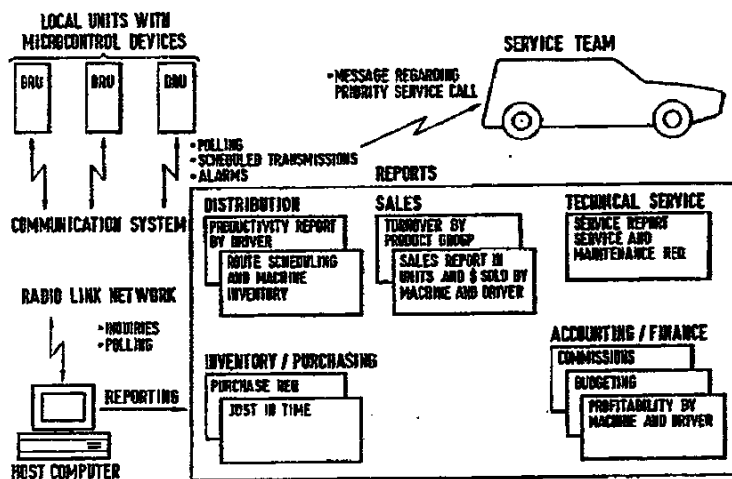 LOCAL UNITS WITH
MICROCONTROL DEVICES
BRU
BRU
BRU
SERVICE TEAM
•MESSAGE REGARDING
PRIORITY SERVICE CALL
•POLLING
•SCHEDULED TRANSMISSIONS
•ALARMS
COMMUNICATION SYSTEM
RADIO LINK NETWORK
•INQUIRIES
•POLLING
REPORTING
HOST COMPUTER
REPORTS
DISTRIBUTION
PRODUCTIVITY REPORT
BY DRIVER
ROUTE SCHEDULING
AND MACHINE
INVENTORY
SALES
TURNOVER BY
PRODUCT GROUP
SALES REPORT IN
UNITS AND $ SOLD BY
MACHINE AND DRIVER
TECHNICAL SERVICE
SERVICE REPORT
SERVICE AND
MAINTENANCE REQ
INVENTORY / PURCHASING
PURCHASE REQ
JUST IN TIME
ACCOUNTING / FINANCE
COMMISSIONS
BUDGETING
PROFITABILITY BY
MACHINE AND DRIVER